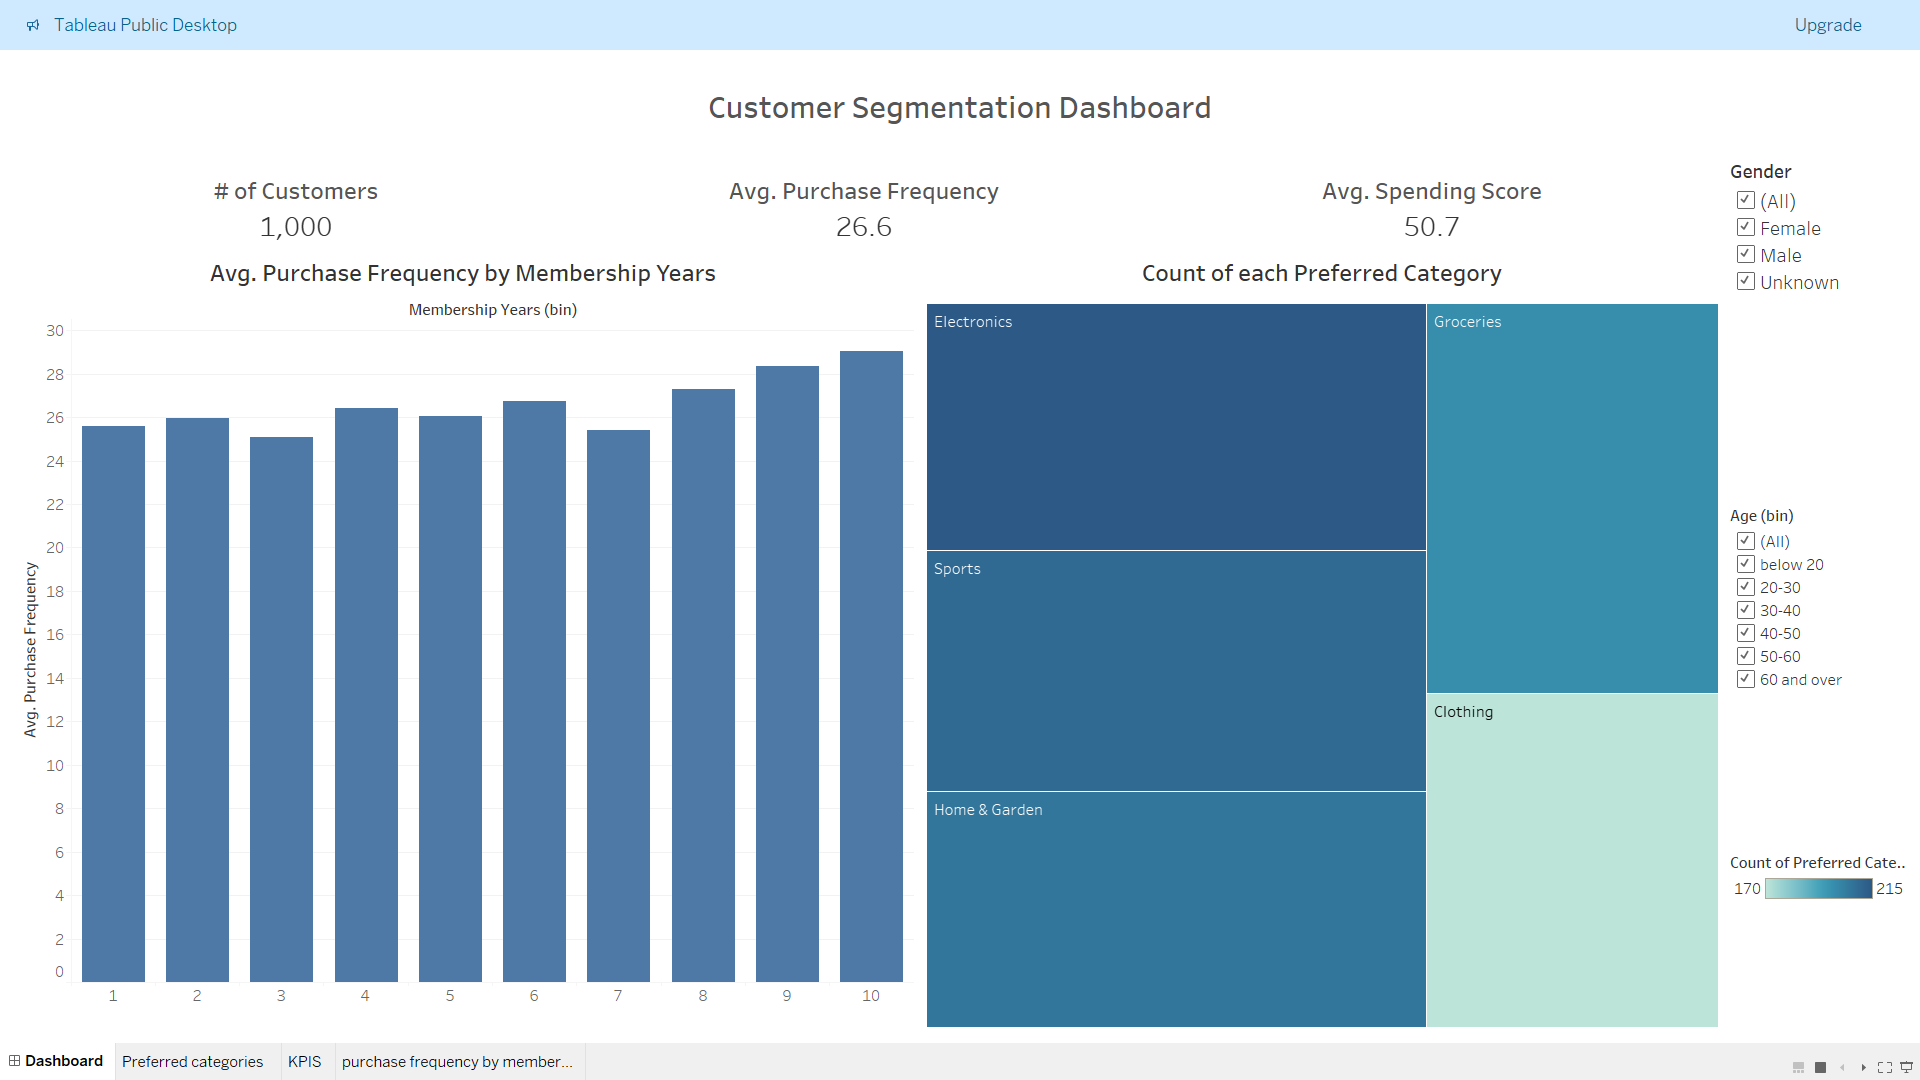 Tableau Public Desktop
Upgrade
Customer Segmentation Dashboard
# of Customers
1,000
Avg. Purchase Frequency
26.6
Avg. Spending Score
50.7
Gender
(All)
Female
Male
Unknown
Avg. Purchase Frequency by Membership Years
Membership Years (bin)
Avg. Purchase Frequency
30
28
26
24
22
20
18
16
14
12
10
8
6
4
2
0
1 2 3 4 5 6 7 8 9 10
Count of each Preferred Category
Electronics
Groceries
Sports
Clothing
Home & Garden
Age (bin)
(All)
below 20
20-30
30-40
40-50
50-60
60 and over
Count of Preferred Cate..
170 215
Dashboard
Preferred categories
KPIS
purchase frequency by member...